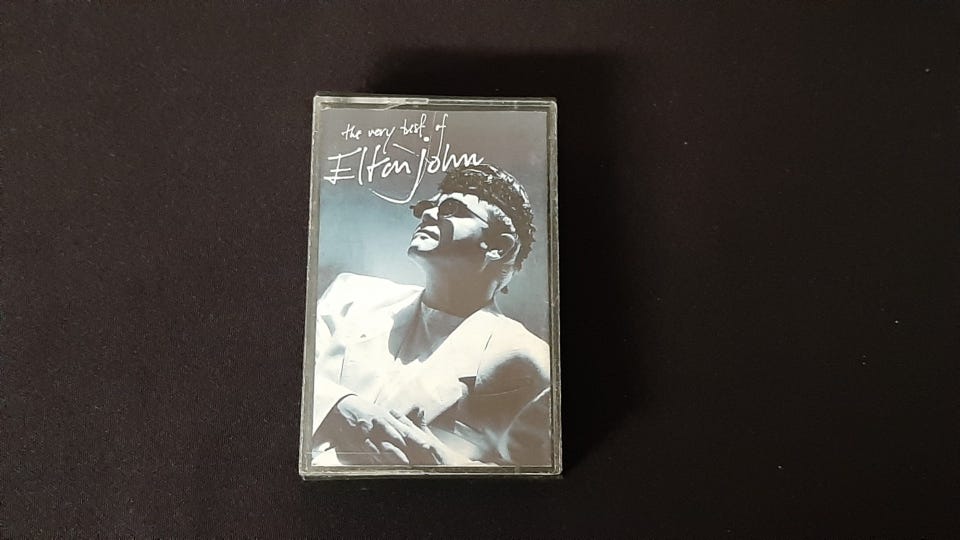 the very best of
Elton john